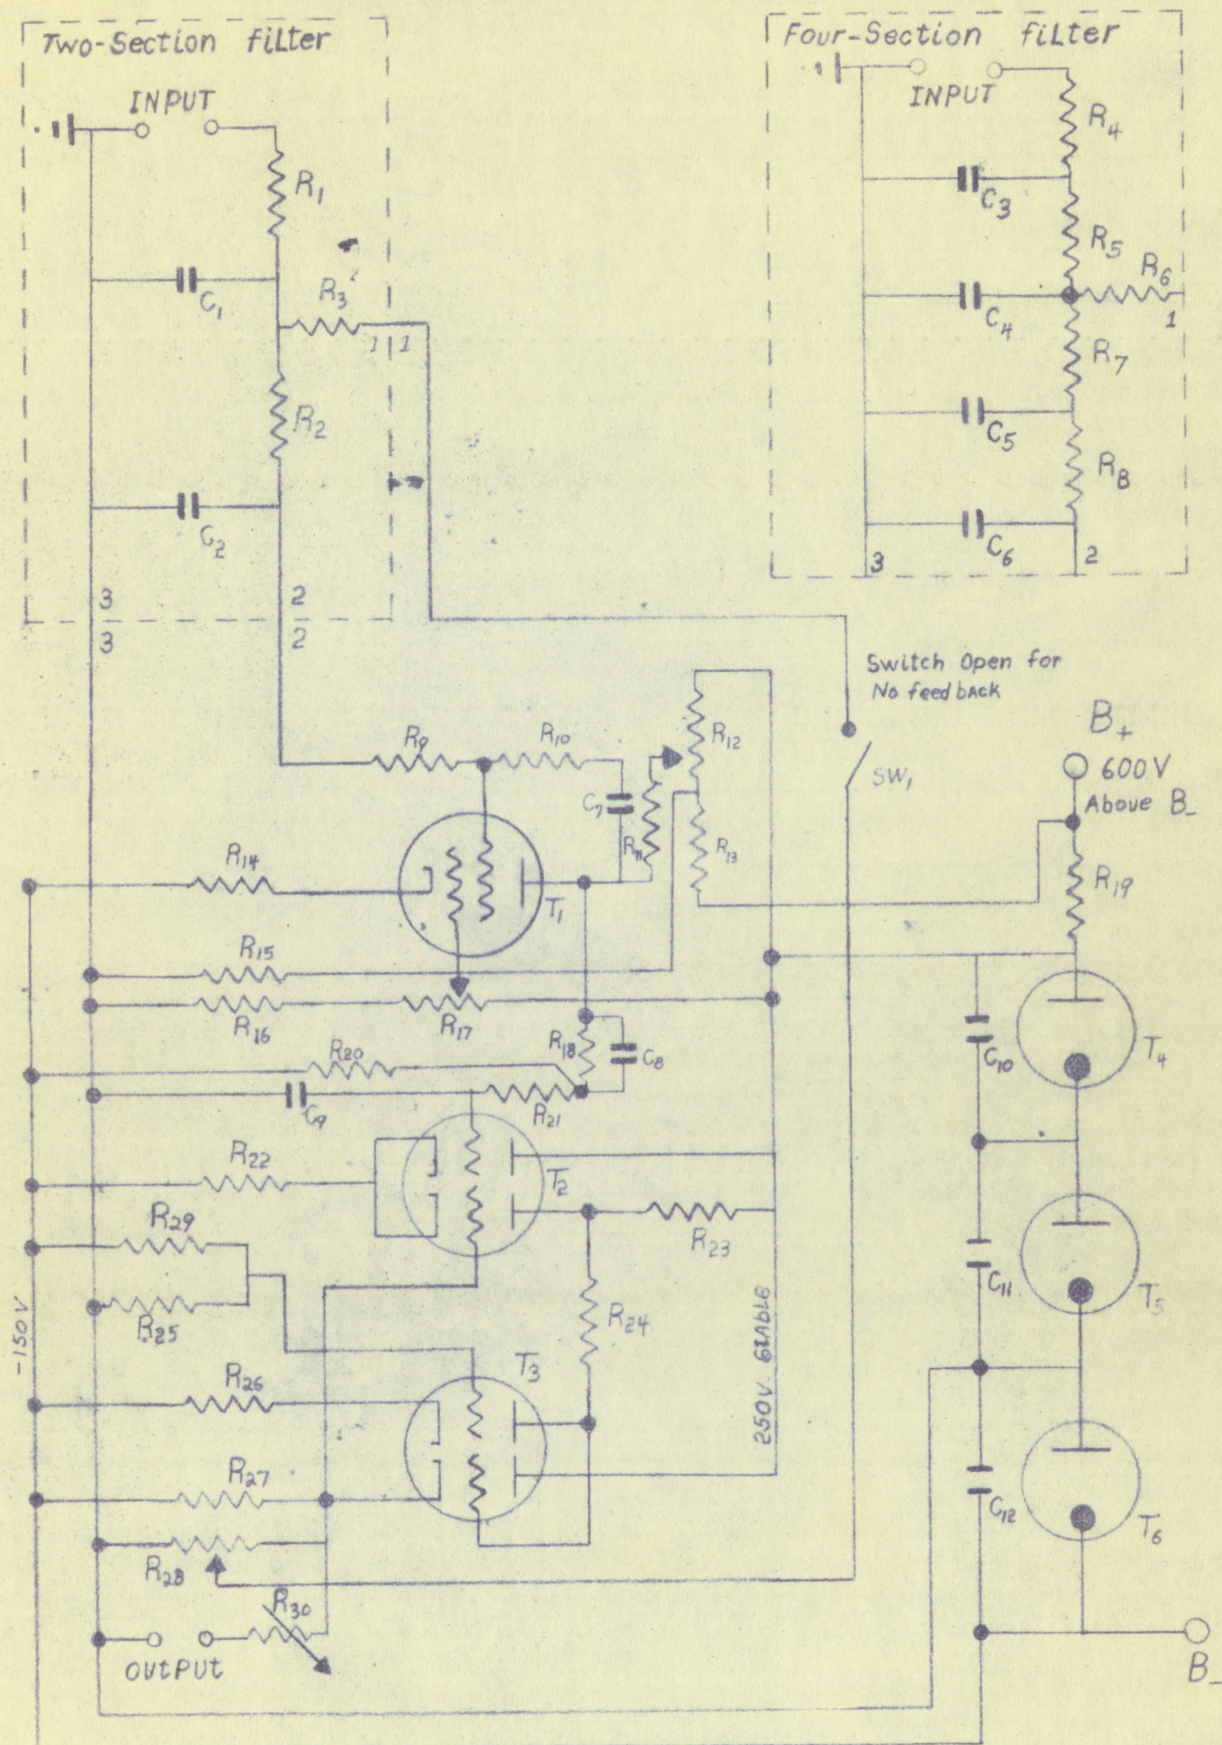 Two-Section filter
INPUT
R1
C1
R3
1 1
R2
C2
3
2
3
2
Four-Section filter
INPUT
R4
C3
R5
R6
1
C4
R7
C5
R8
C6
3
2
Switch Open for
No feedback
SW1
B+
600V
Above B-
R19
R9
R10
R12
C7
R11
R13
R14
T1
R15
R16
R17
R18
C8
R20
C9
R21
R22
T2
R29
R23
R25
R24
-150V
250V. STABLE
R26
T3
R27
R28
R30
OUTPUT
C10
T4
C11
T5
C12
T6
B-